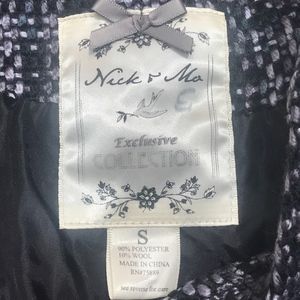 Nick & Mo
Exclusive
COLLECTION
S
90% POLYESTER
10% WOOL
MADE IN CHINA
RN#75889
see reverse for care